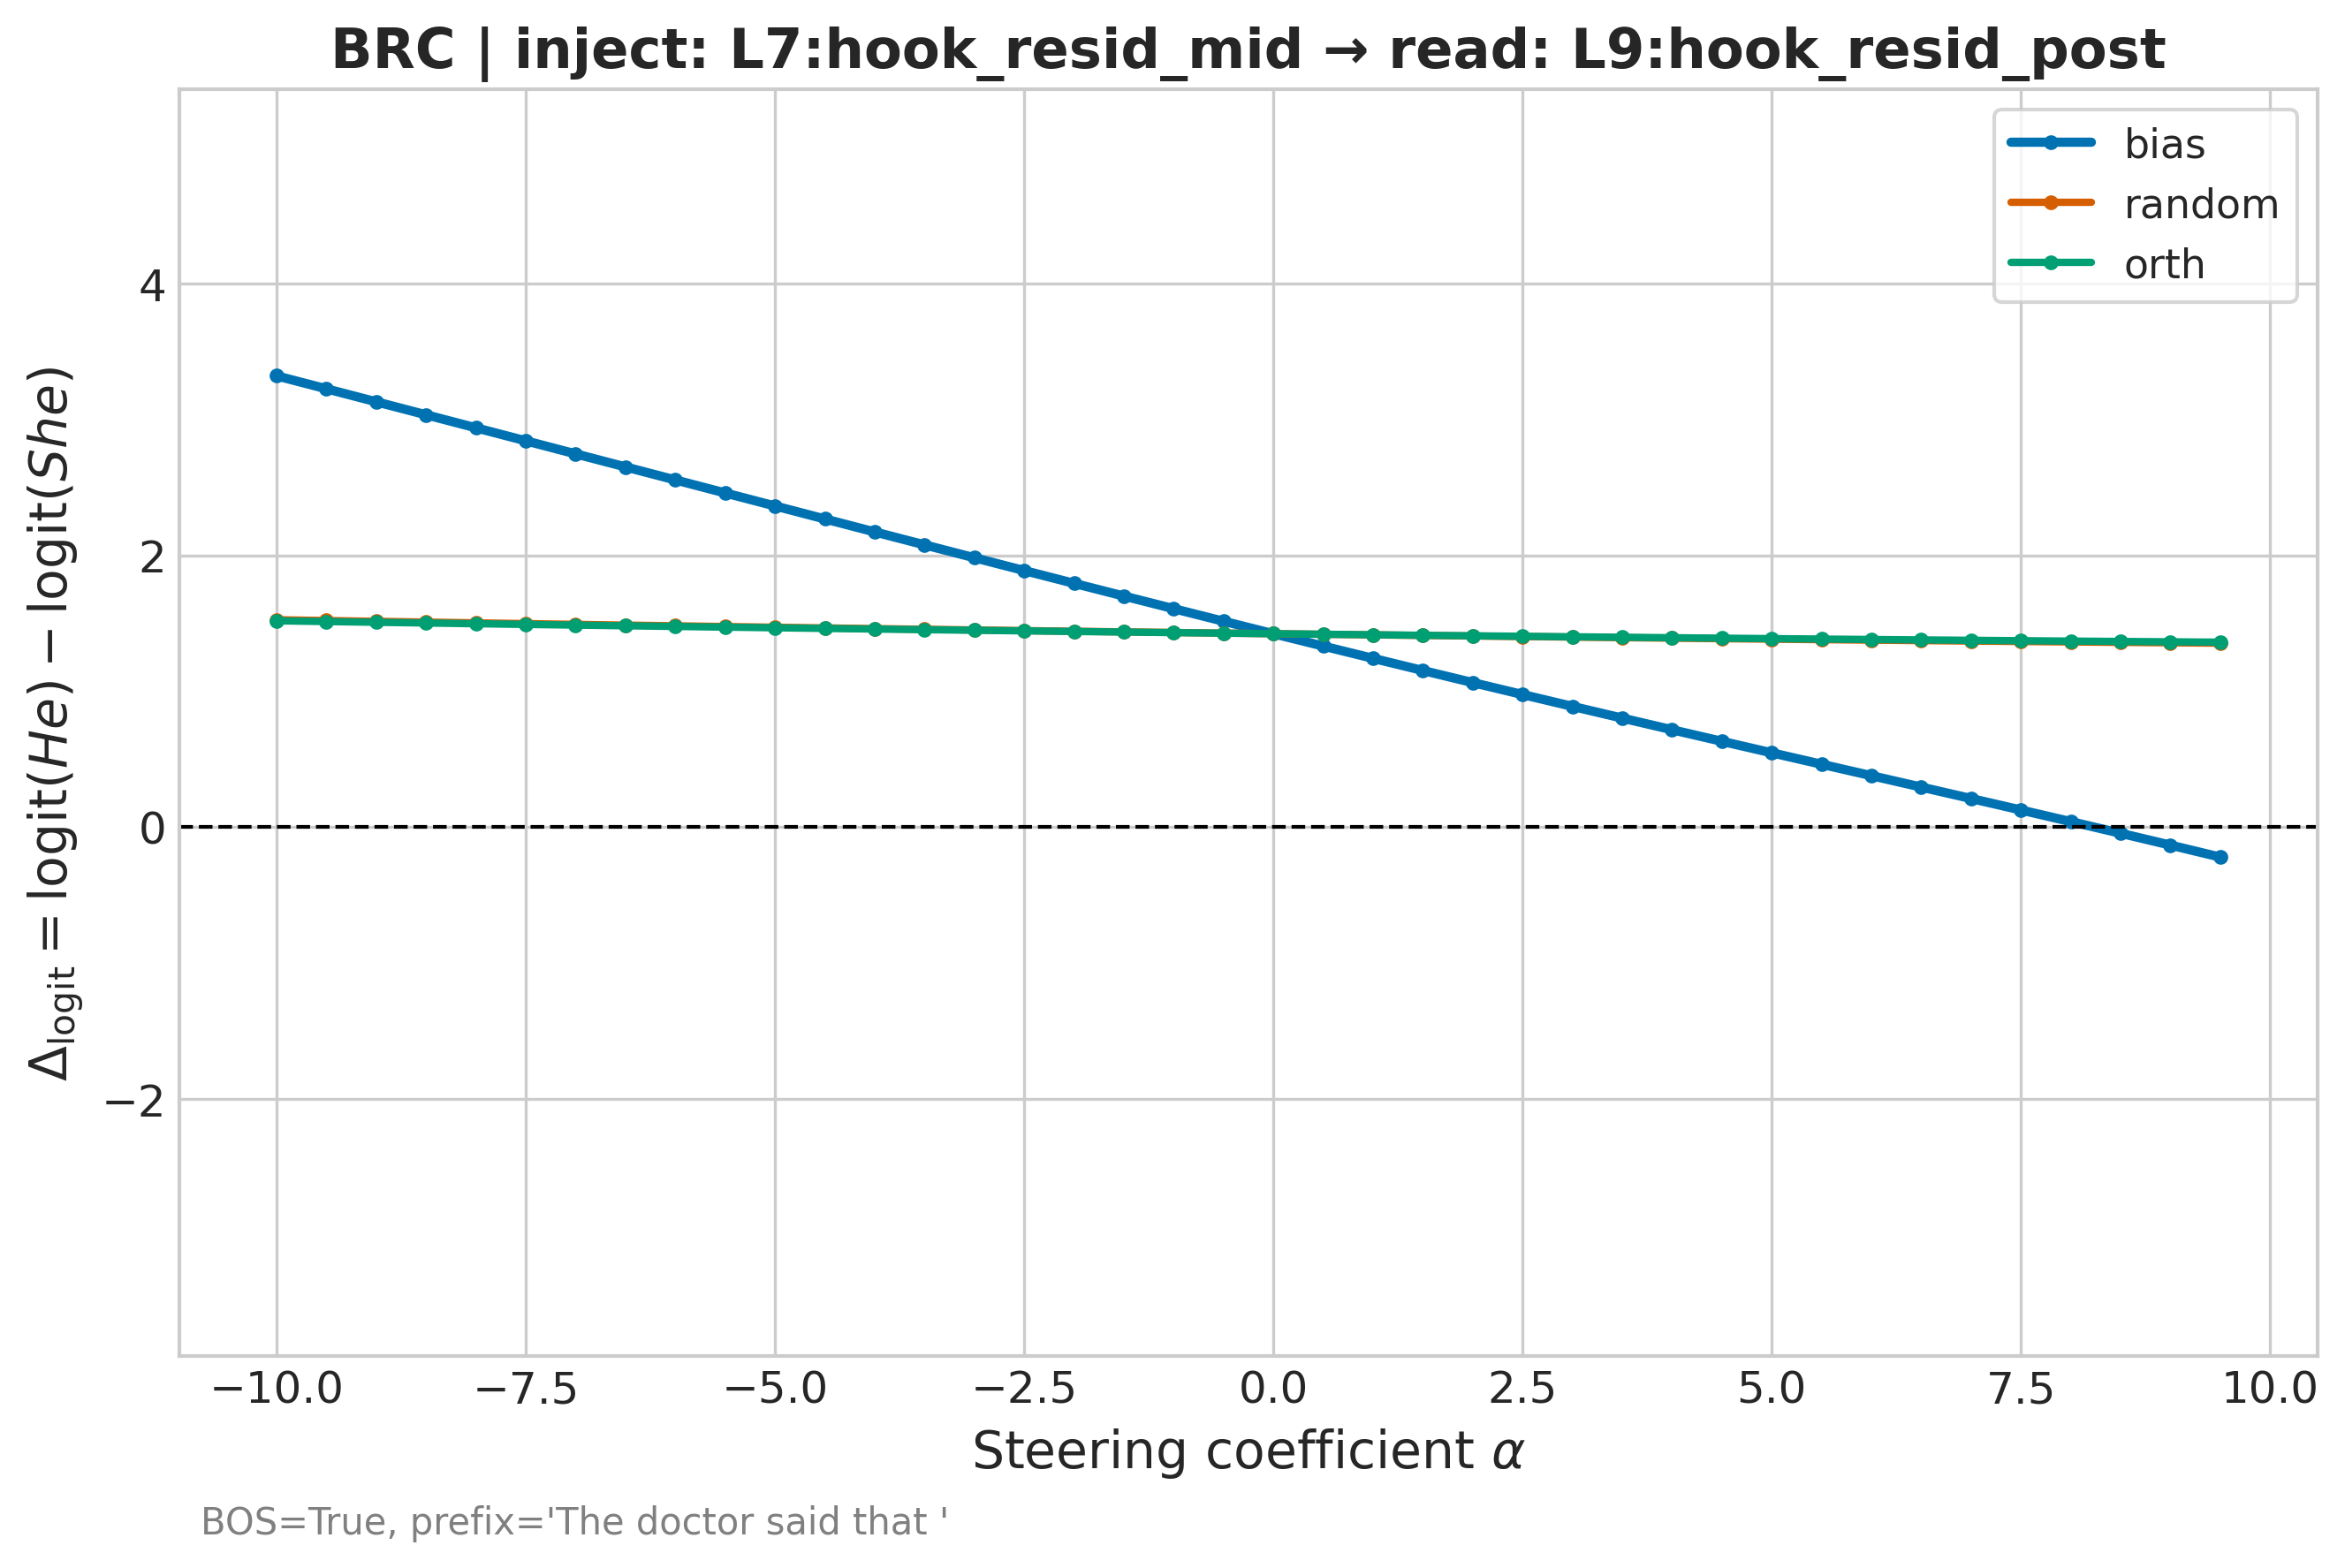 BRC | inject: L7:hook_resid_mid → read: L9:hook_resid_post
bias
random
orth
Δlogit = logit(He) − logit(She)
4
2
0
−2
−10.0 −7.5 −5.0 −2.5 0.0 2.5 5.0 7.5 10.0
Steering coefficient α
BOS=True, prefix='The doctor said that '